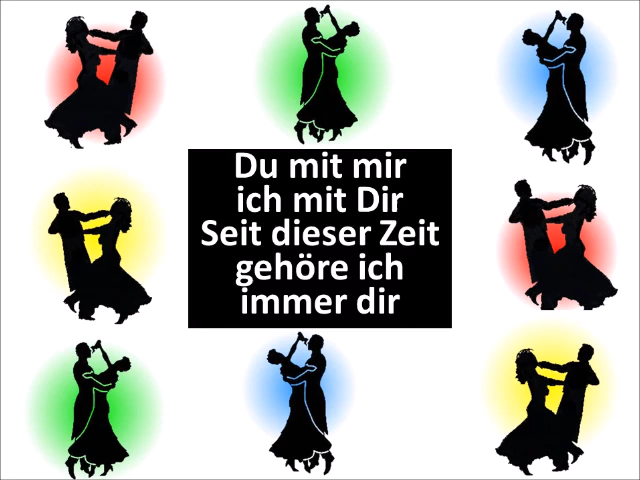 Du mit mir
ich mit Dir
Seit dieser Zeit
gehöre ich
immer dir